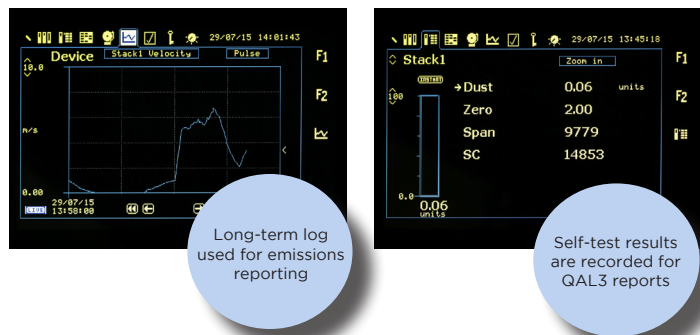 29/07/15 14:01:43
Device Stack1 Velocity Pulse F1
10.0
F2
m/s
0.00
LIVE 29/07/15
13:58:00
Long-term log
used for emissions
reporting
29/07/15 13:45:18
Stack1 Zoom in F1
INSTANT
Dust 0.06 units
100
F2
Zero 2.00
Span 9779
SC 14853
0.0
0.06
units
Self-test results
are recorded for
QAL3 reports